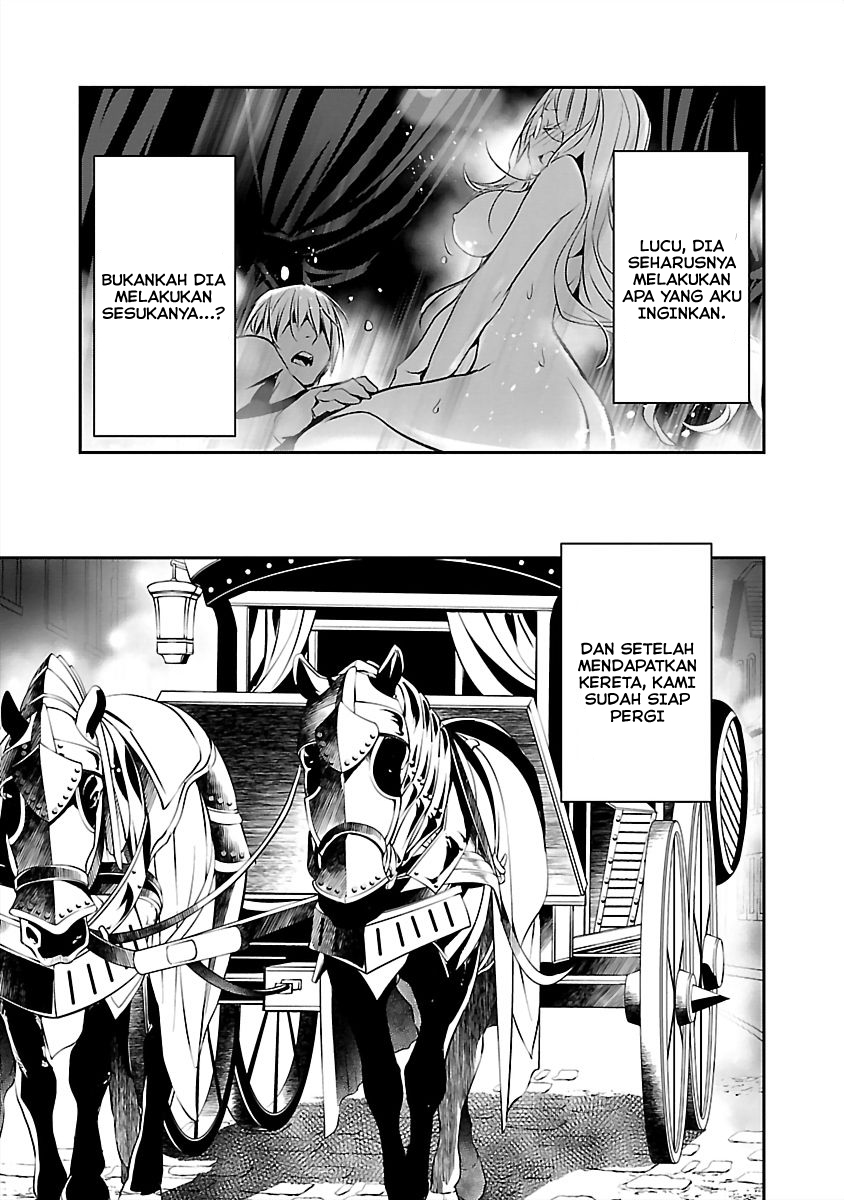 LUCU, DIA
SEHARUSNYA
MELAKUKAN
APA YANG AKU
INGINKAN.
BUKANKAH DIA
MELAKUKAN
SESUKANYA...?
DAN SETELAH
MENDAPATKAN
KERETA, KAMI
SUDAH SIAP
PERGI